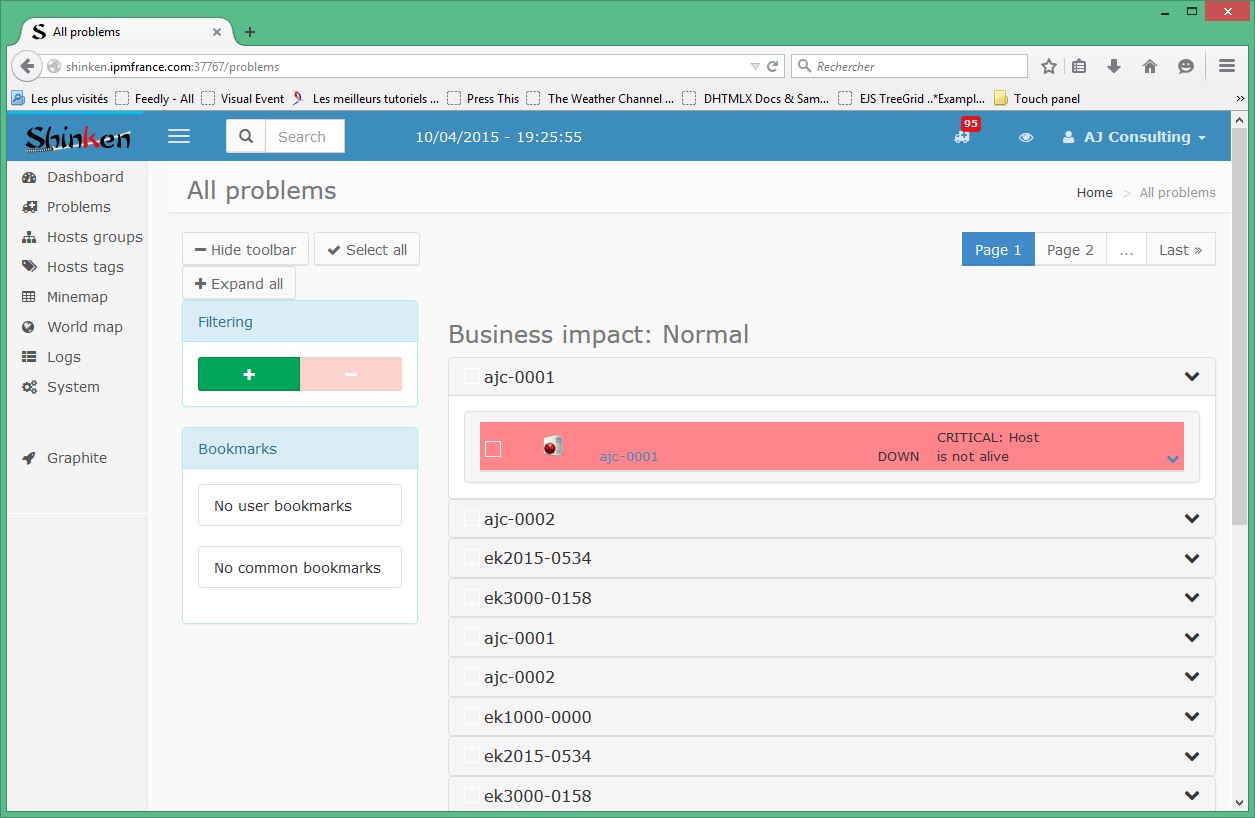 All problems
shinken.ipmfrance.com:37767/problems
Rechercher
Les plus visités
Feedly - All
Visual Event
Les meilleurs tutoriels ...
Press This
The Weather Channel ...
DHTMLX Docs & Sam...
EJS TreeGrid ..*Exampl...
Touch panel
»
Shinken
Search
10/04/2015 - 19:25:55
95
AJ Consulting
Dashboard
Problems
Hosts groups
Hosts tags
Minemap
World map
Logs
System
Graphite
All problems
Home > All problems
Hide toolbar
Select all
Expand all
Page 1
Page 2
...
Last »
Filtering
Bookmarks
No user bookmarks
No common bookmarks
Business impact: Normal
ajc-0001
ajc-0001
DOWN
CRITICAL: Host
is not alive
ajc-0002
ek2015-0534
ek3000-0158
ajc-0001
ajc-0002
ek1000-0000
ek2015-0534
ek3000-0158